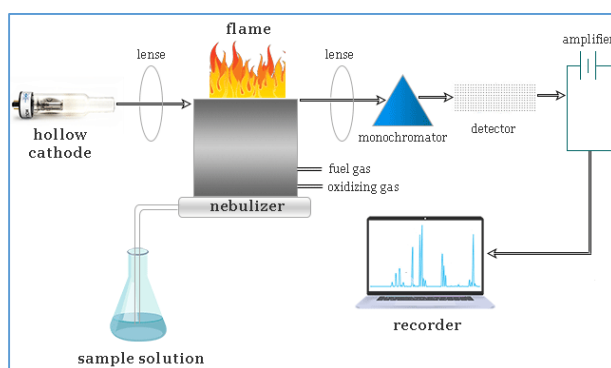 flame
amplifier
lense
lense
hollow
cathode
monochromator
detector
fuel gas
oxidizing gas
nebulizer
recorder
sample solution